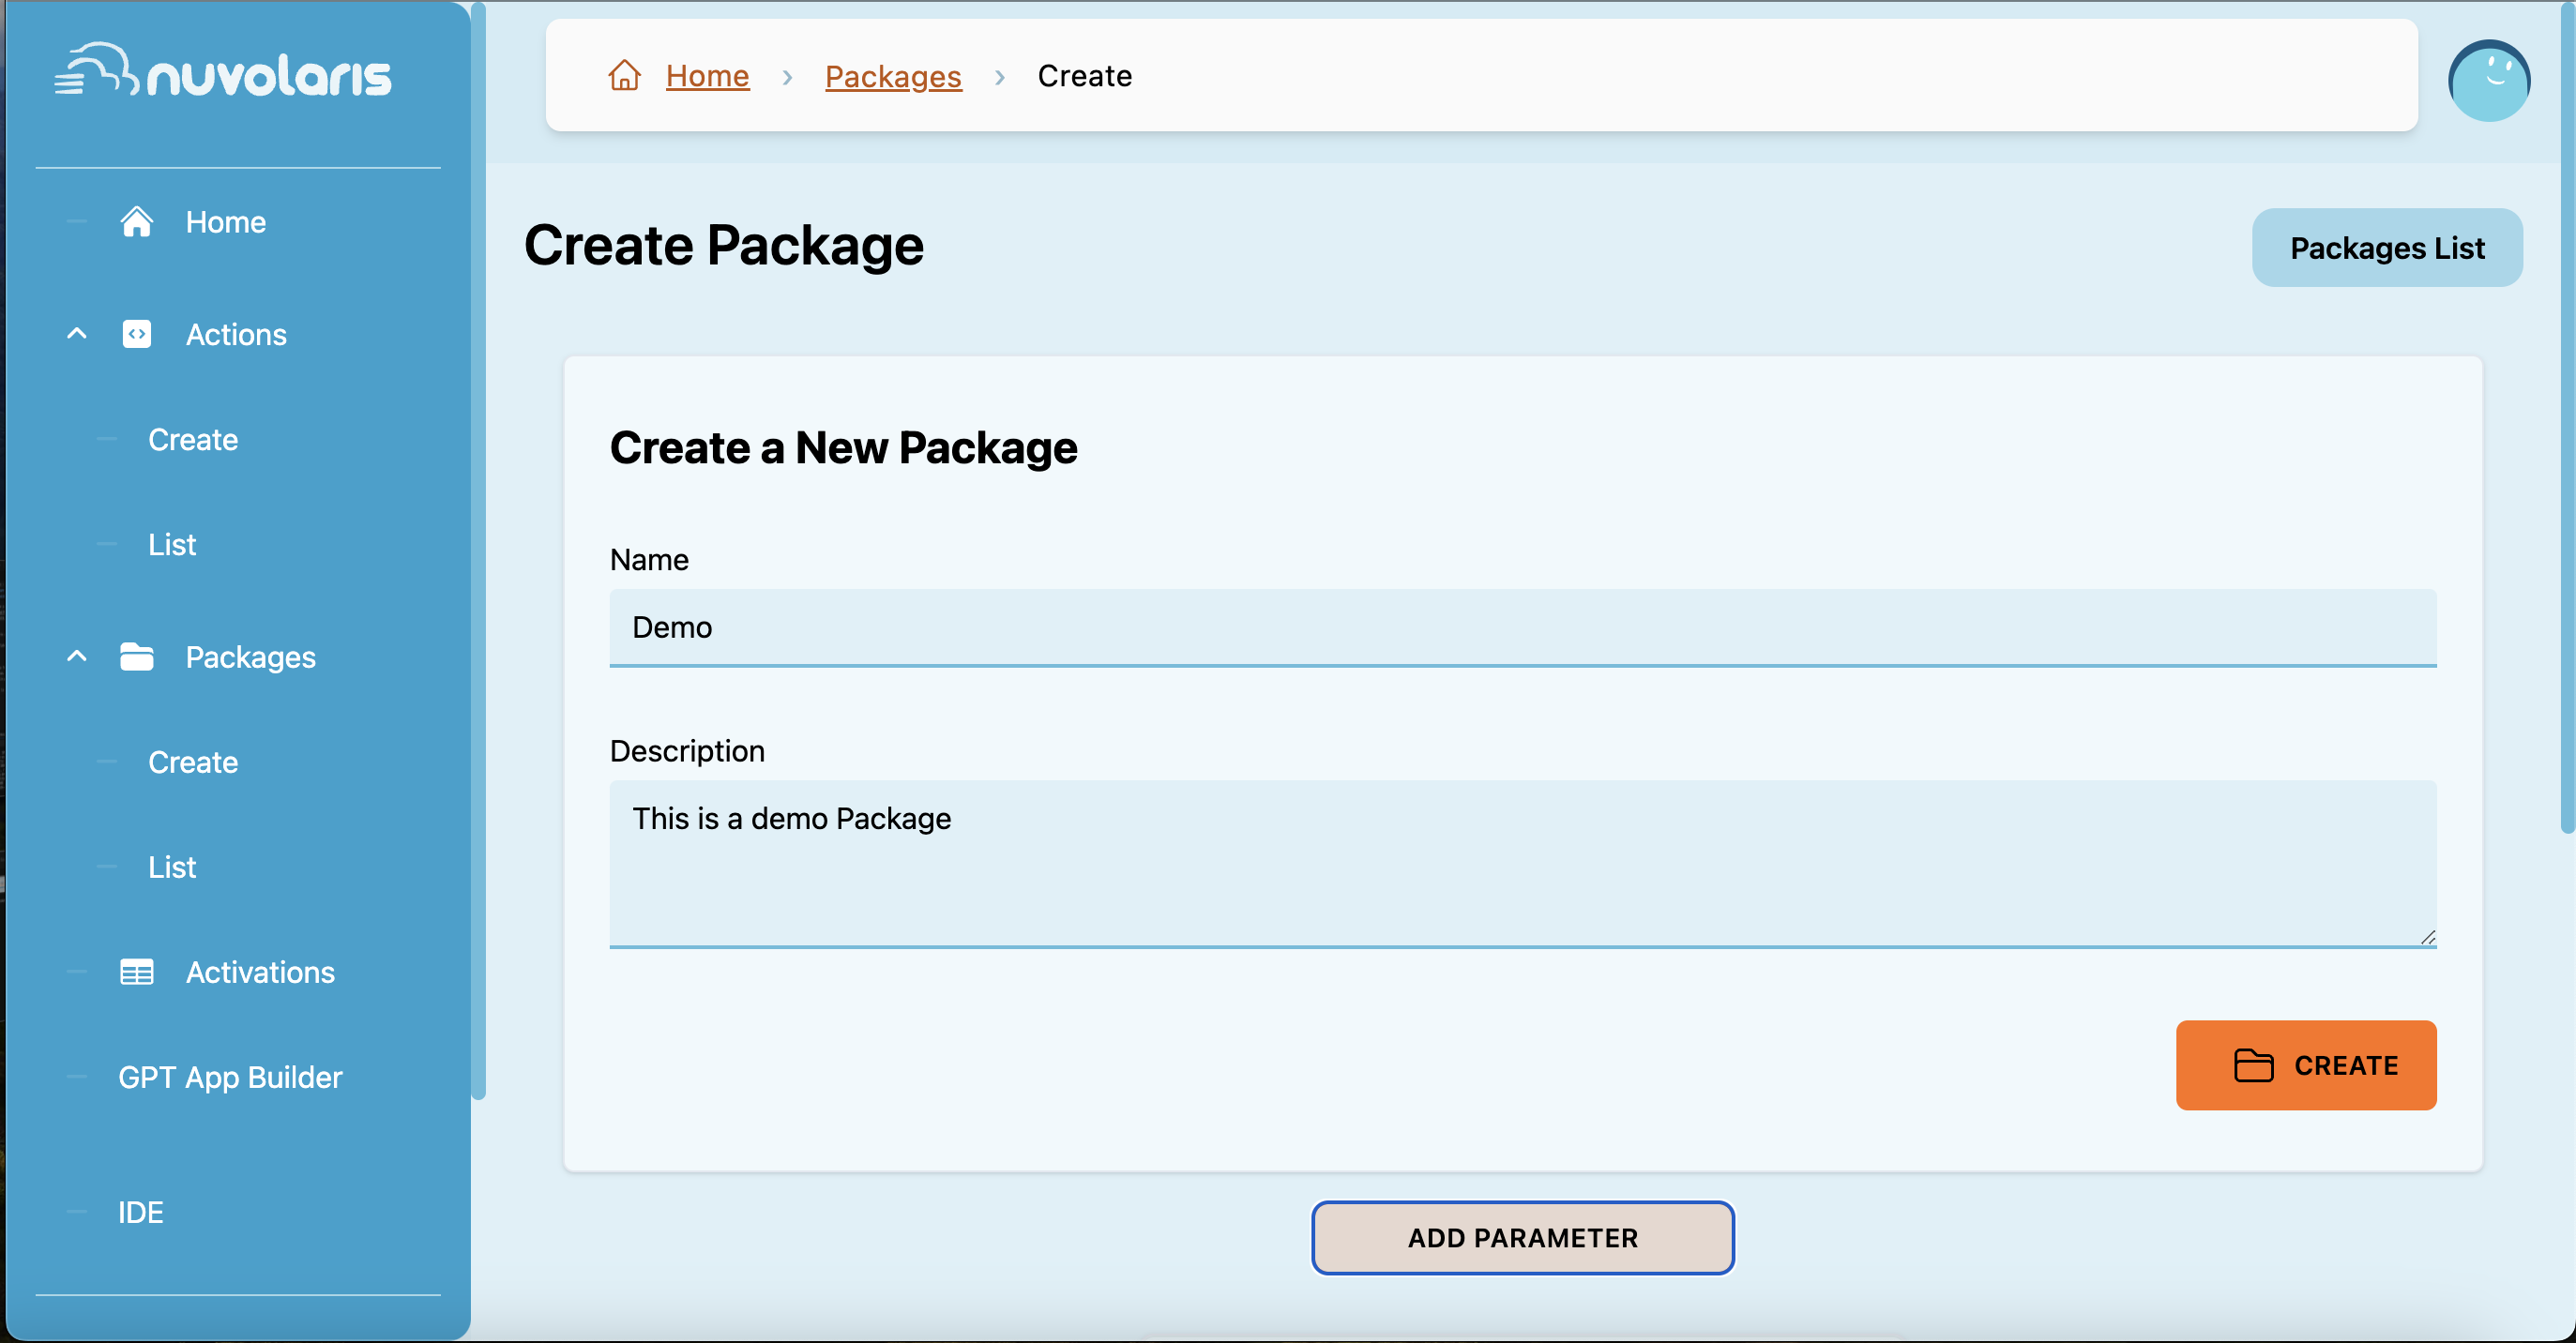 nuvolaris
Home
Actions
Create
List
Packages
Create
List
Activations
GPT App Builder
IDE
Home › Packages › Create
Create Package
Packages List
Create a New Package
Name
Demo
Description
This is a demo Package
CREATE
ADD PARAMETER